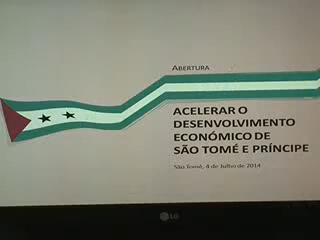 ABERTURA
ACELERAR O
DESENVOLVIMENTO
ECONÓMICO DE
SÃO TOMÉ E PRÍNCIPE
São Tomé, 4 de Julho de 2014
LG